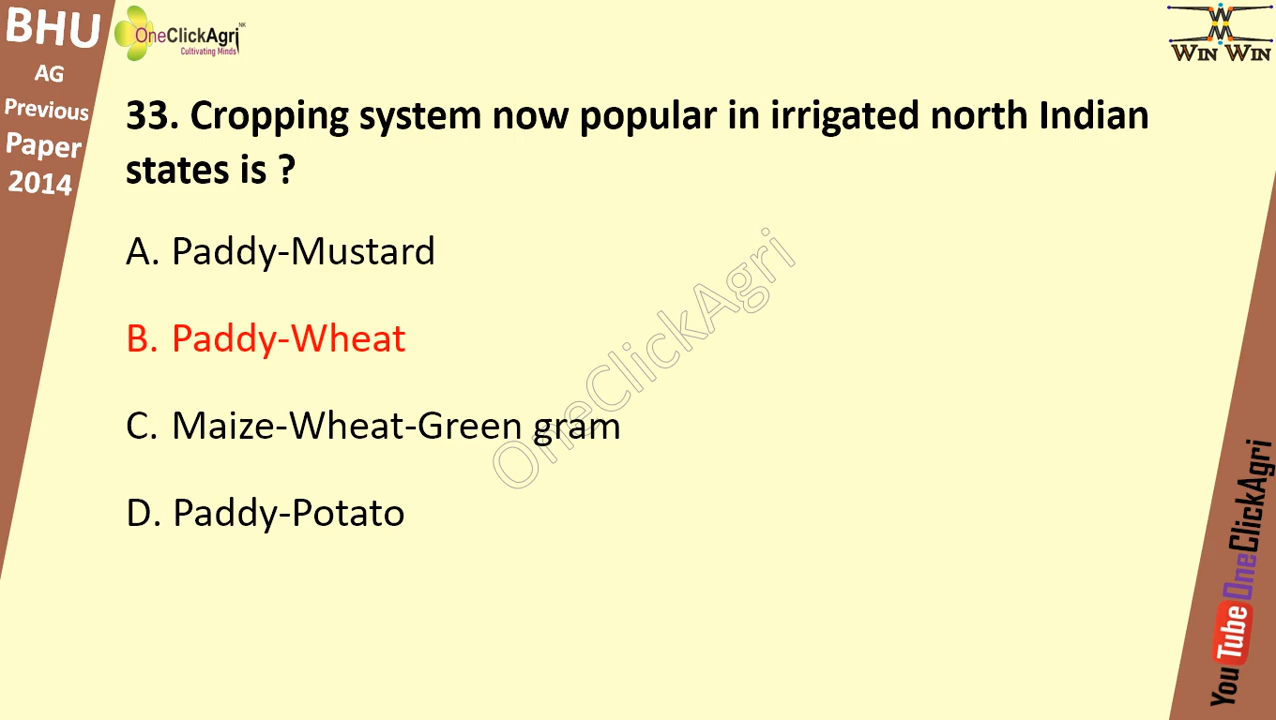 BHU
AG
Previous
Paper
2014
OneClickAgri NK
Cultivating Minds
WIN WIN
33. Cropping system now popular in irrigated north Indian
states is ?
A. Paddy-Mustard
B. Paddy-Wheat
C. Maize-Wheat-Green gram
D. Paddy-Potato
OneClickAgri
YouTube OneClickAgri